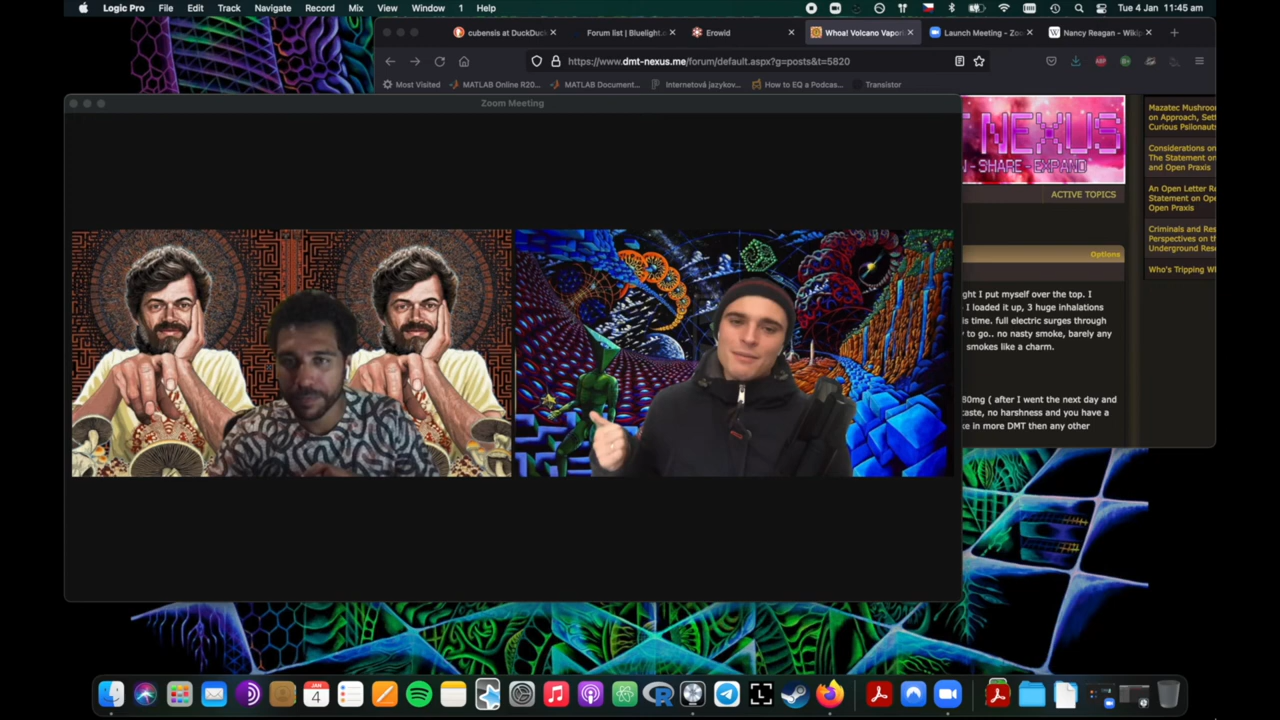 Logic Pro File Edit Track Navigate Record Mix View Window 1 Help
Tue 4 Jan 11:45 am
cubensis at DuckDuc
Forum list | Bluelight.c
Erowid
Whoa! Volcano Vapori
Launch Meeting - Zoo
Nancy Reagan - Wikip
https://www.dmt-nexus.me/forum/default.aspx?g=posts&t=5820
Most Visited
MATLAB Online R20...
MATLAB Document...
Internetová jazykov...
How to EQ a Podcas...
Transistor
Zoom Meeting
NEXUS
- SHARE - EXPAND
ACTIVE TOPICS
Options
ght I put myself over the top. I
I loaded it up, 3 huge inhalations
is time. full electric surges through
to go.. no nasty smoke, barely any
smokes like a charm.
80mg ( after I went the next day and
taste, no harshness and you have a
ke in more DMT then any other
Mazatec Mushroo
on Approach, Set
Curious Psilonauts
Considerations on
The Statement on
and Open Praxis
An Open Letter Re
Statement on Ope
Open Praxis
Criminals and Res
Perspectives on th
Underground Rese
Who's Tripping Wh
JAN
4